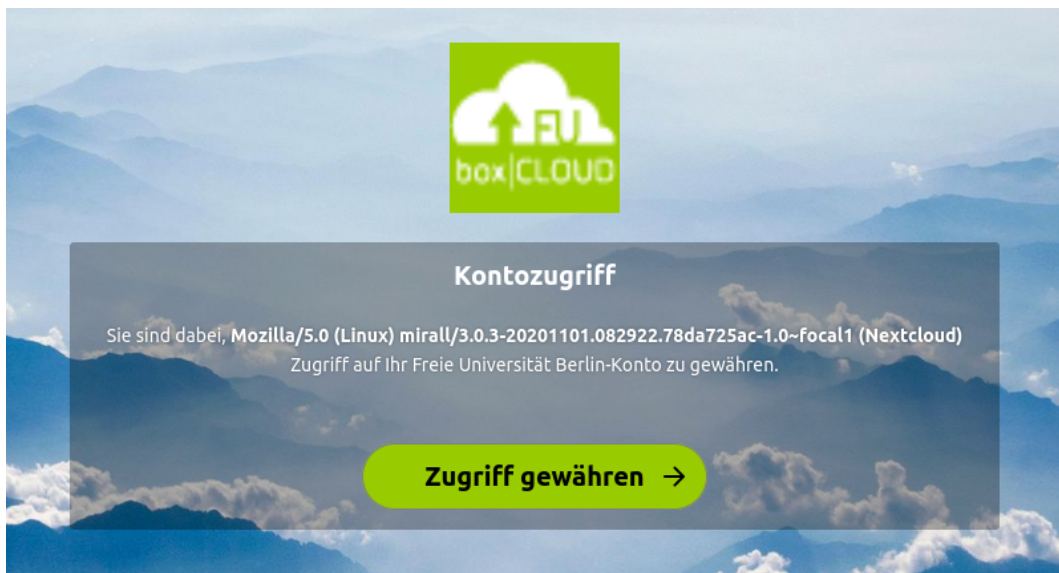 FU
box|CLOUD
Kontozugriff
Sie sind dabei, Mozilla/5.0 (Linux) mirall/3.0.3-20201101.082922.78da725ac-1.0~focal1 (Nextcloud)
Zugriff auf Ihr Freie Universität Berlin-Konto zu gewähren.
Zugriff gewähren →